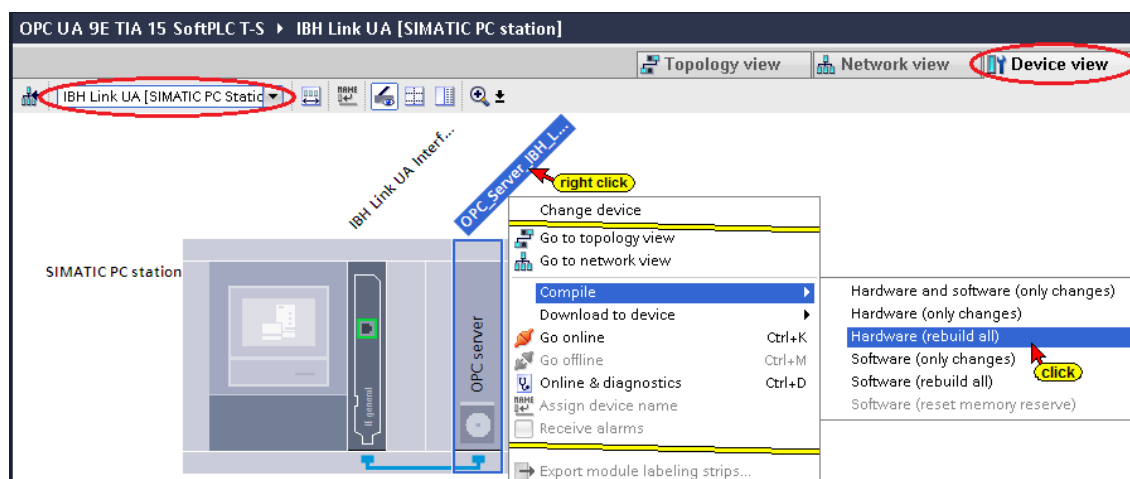 OPC UA 9E TIA 15 SoftPLC T-S ▸ IBH Link UA [SIMATIC PC station]
Topology view
Network view
Device view
IBH Link UA [SIMATIC PC Static
NAME
±
IBH Link UA Interf...
OPC_Server_IBH_L...
right click
SIMATIC PC station
IE general
OPC server
Change device
Go to topology view
Go to network view
Compile
Download to device
Go online Ctrl+K
Go offline Ctrl+M
Online & diagnostics Ctrl+D
NAME
Assign device name
Receive alarms
Export module labeling strips...
Hardware and software (only changes)
Hardware (only changes)
Hardware (rebuild all)
Software (only changes)
click
Software (rebuild all)
Software (reset memory reserve)